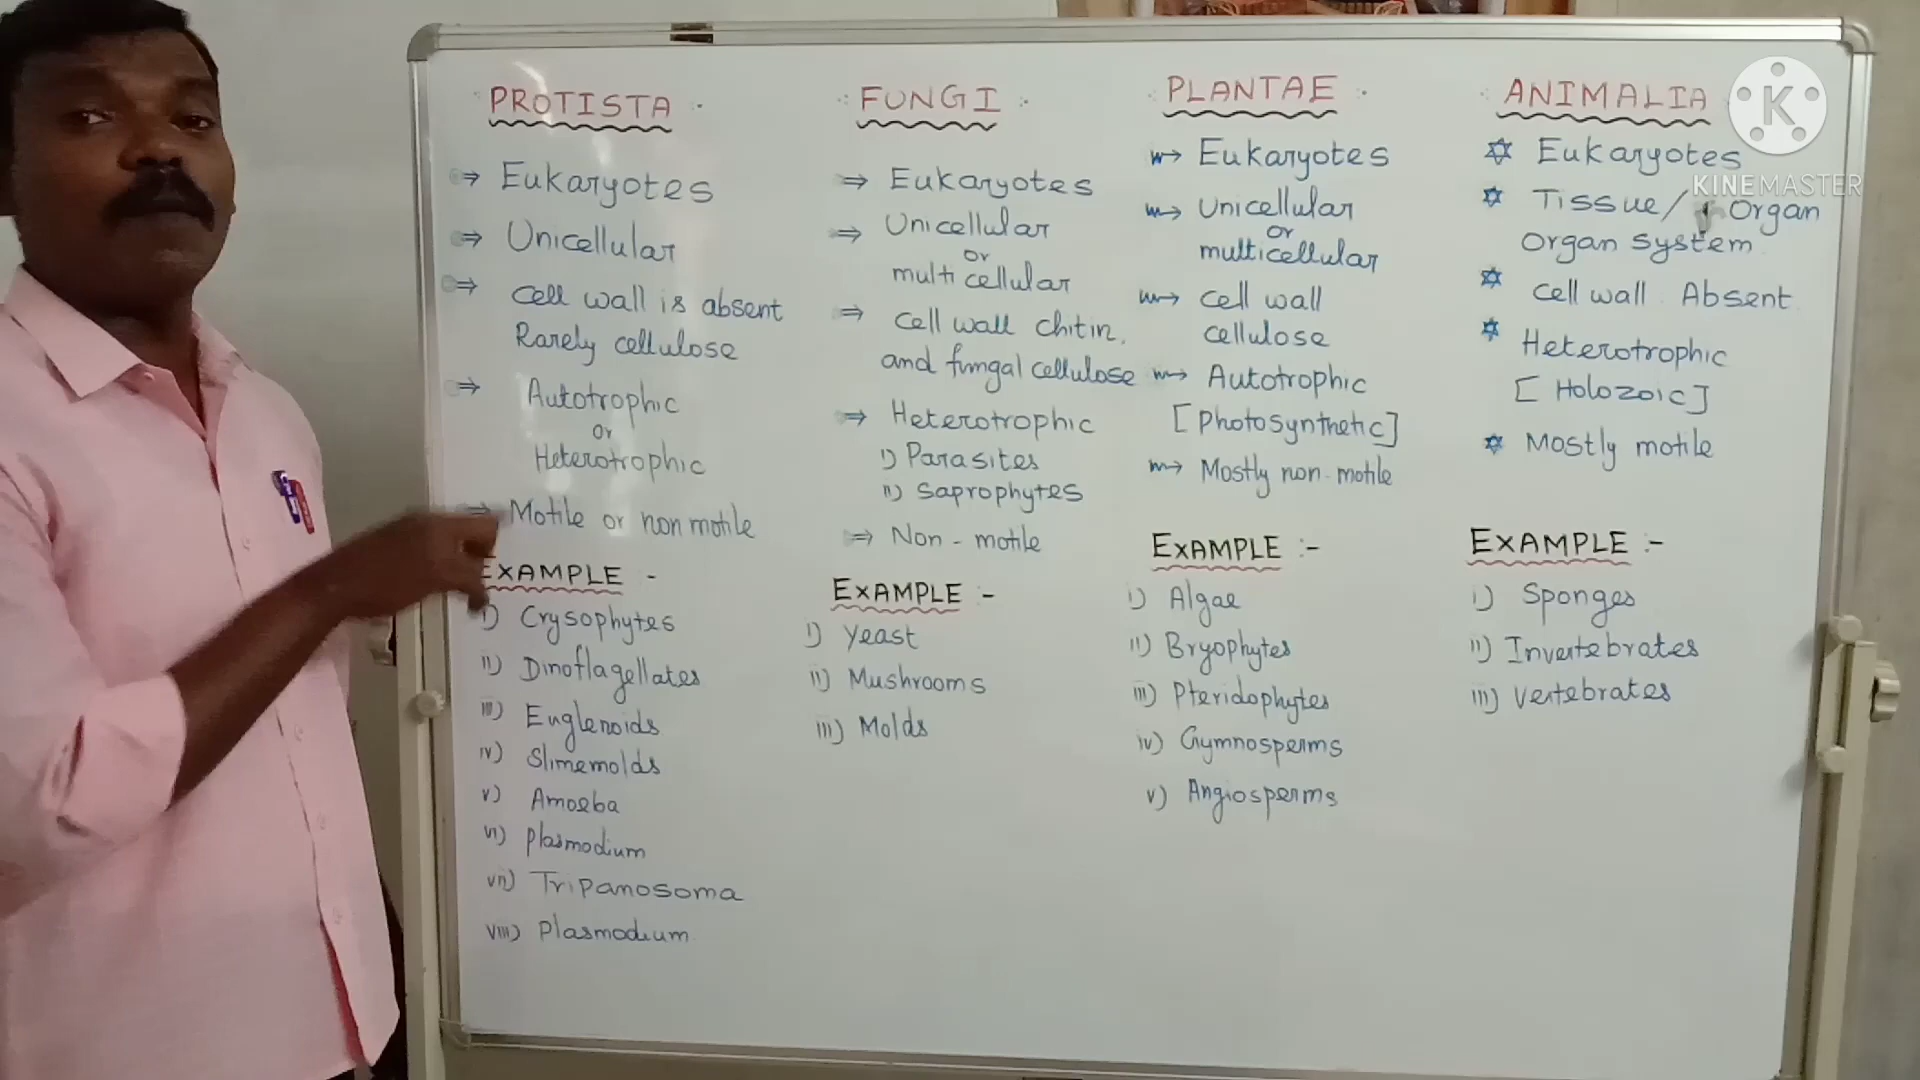 PROTISTA
⇒ Eukaryotes
⇒ Unicellular
⇒ Cell wall is absent
Rarely cellulose
⇒ Autotrophic
or
Heterotrophic
⇒ Motile or non motile
EXAMPLE -
i) Crysophytes
ii) Dinoflagellates
iii) Euglenoids
iv) Slimemolds
v) Amoeba
vi) Plasmodium
vii) Tripanosoma
viii) Plasmodium
FUNGI
⇒ Eukaryotes
⇒ Unicellular
or
multicellular
⇒ Cell wall chitin.
and fungal cellulose
⇒ Heterotrophic
i) Parasites
ii) Saprophytes
⇒ Non - motile
EXAMPLE :-
i) Yeast
ii) Mushrooms
iii) Molds
PLANTAE
Eukaryotes
Unicellular
or
multicellular
cell wall
cellulose
Autotrophic
[Photosynthetic]
Mostly non-motile
EXAMPLE :-
i) Algae
ii) Bryophytes
iii) Pteridophytes
iv) Gymnosperms
v) Angiosperms
ANIMALIA
Eukaryotes
Tissue/ Organ
Organ system
Cell wall Absent.
Heterotrophic
[Holozoic]
Mostly motile
EXAMPLE :-
i) Sponges
ii) Invertebrates
iii) Vertebrates
K
KINEMASTER